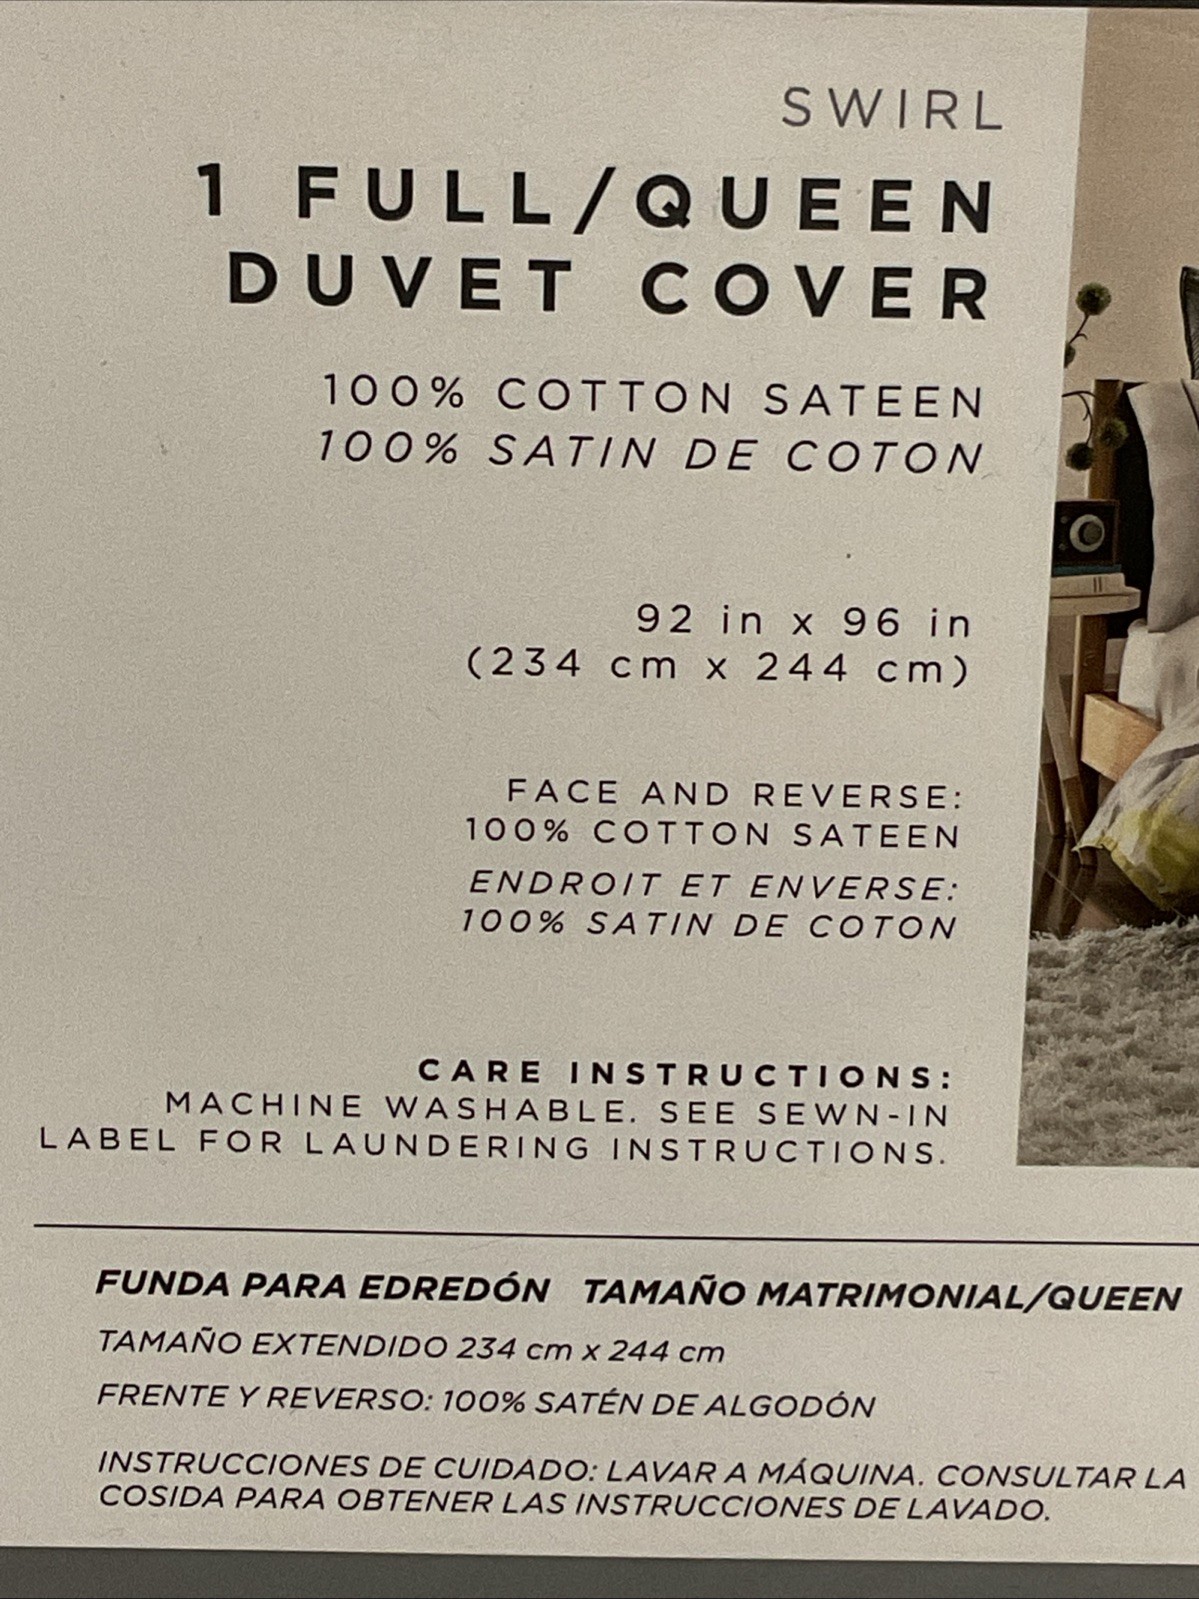 SWIRL
1 FULL/QUEEN
DUVET COVER
100% COTTON SATEEN
100% SATIN DE COTON
92 in x 96 in
(234 cm x 244 cm)
FACE AND REVERSE:
100% COTTON SATEEN
ENDROIT ET ENVERSE:
100% SATIN DE COTON
CARE INSTRUCTIONS:
MACHINE WASHABLE. SEE SEWN-IN
LABEL FOR LAUNDERING INSTRUCTIONS.
FUNDA PARA EDREDÓN TAMAÑO MATRIMONIAL/QUEEN
TAMAÑO EXTENDIDO 234 cm x 244 cm
FRENTE Y REVERSO: 100% SATÉN DE ALGODÓN
INSTRUCCIONES DE CUIDADO: LAVAR A MÁQUINA. CONSULTAR LA
COSIDA PARA OBTENER LAS INSTRUCCIONES DE LAVADO.